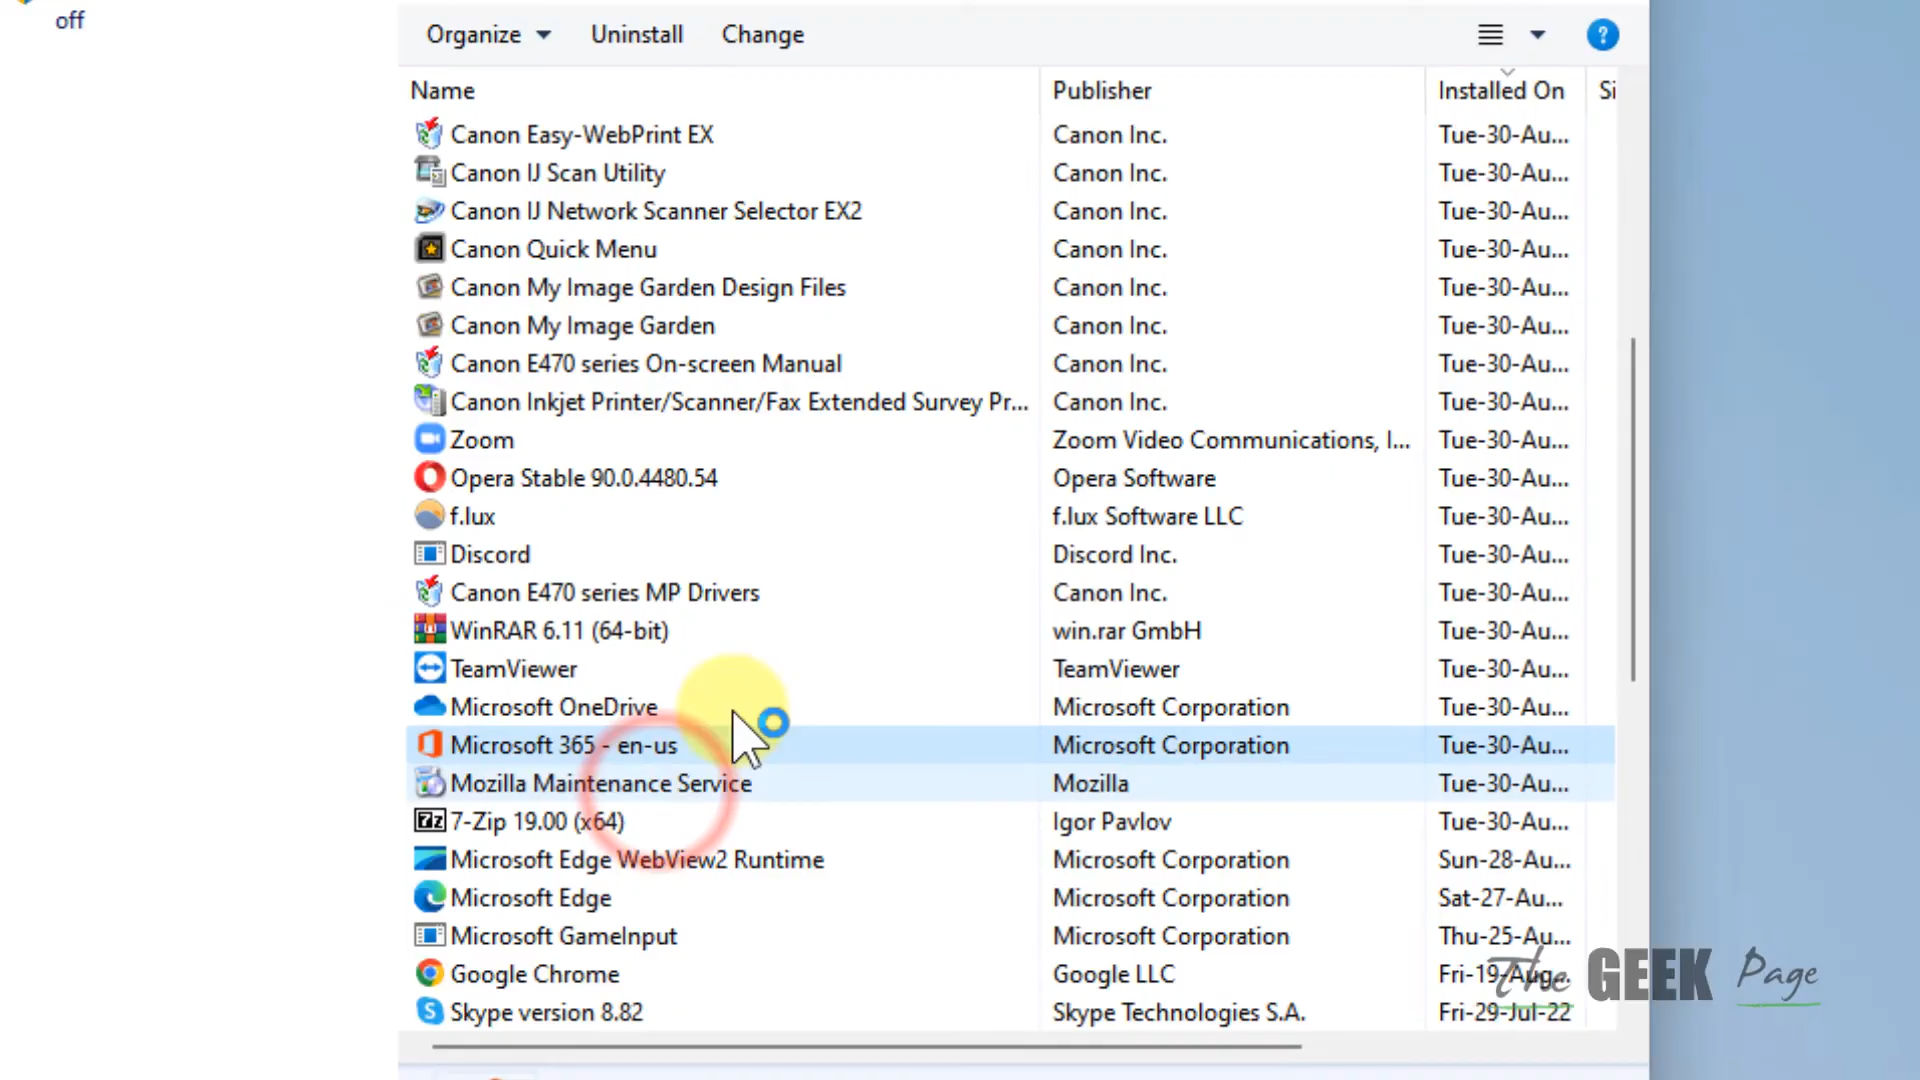 off
Organize Uninstall Change ?
Name Publisher Installed On Si
Canon Easy-WebPrint EX Canon Inc. Tue-30-Au...
Canon IJ Scan Utility Canon Inc. Tue-30-Au...
Canon IJ Network Scanner Selector EX2 Canon Inc. Tue-30-Au...
Canon Quick Menu Canon Inc. Tue-30-Au...
Canon My Image Garden Design Files Canon Inc. Tue-30-Au...
Canon My Image Garden Canon Inc. Tue-30-Au...
Canon E470 series On-screen Manual Canon Inc. Tue-30-Au...
Canon Inkjet Printer/Scanner/Fax Extended Survey Pr... Canon Inc. Tue-30-Au...
Zoom Zoom Video Communications, I... Tue-30-Au...
Opera Stable 90.0.4480.54 Opera Software Tue-30-Au...
f.lux f.lux Software LLC Tue-30-Au...
Discord Discord Inc. Tue-30-Au...
Canon E470 series MP Drivers Canon Inc. Tue-30-Au...
WinRAR 6.11 (64-bit) win.rar GmbH Tue-30-Au...
TeamViewer TeamViewer Tue-30-Au...
Microsoft OneDrive Microsoft Corporation Tue-30-Au...
Microsoft 365 - en-us Microsoft Corporation Tue-30-Au...
Mozilla Maintenance Service Mozilla Tue-30-Au...
7z 7-Zip 19.00 (x64) Igor Pavlov Tue-30-Au...
Microsoft Edge WebView2 Runtime Microsoft Corporation Sun-28-Au...
Microsoft Edge Microsoft Corporation Sat-27-Au...
Microsoft GameInput Microsoft Corporation Thu-25-Au...
Google Chrome Google LLC Fri-19-Aug...
The GEEK Page
Skype version 8.82 Skype Technologies S.A. Fri-29-Jul-22